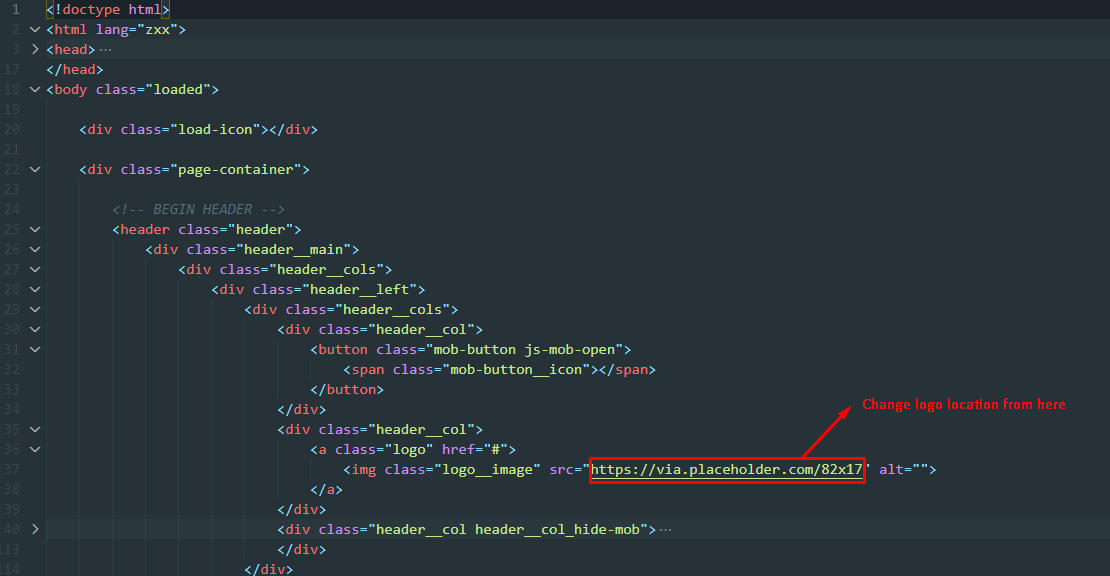 1 <!doctype html>
2 <html lang="zxx">
3 <head> ···
17 </head>
18 <body class="loaded">
19
20 <div class="load-icon"></div>
21
22 <div class="page-container">
23
24 <!-- BEGIN HEADER -->
25 <header class="header">
26 <div class="header__main">
27 <div class="header__cols">
28 <div class="header__left">
29 <div class="header__cols">
30 <div class="header__col">
31 <button class="mob-button js-mob-open">
32 <span class="mob-button__icon"></span>
33 </button>
34 </div>
Change logo location from here
35 <div class="header__col">
36 <a class="logo" href="#">
37 <img class="logo__image" src="https://via.placeholder.com/82x17" alt="">
38 </a>
39 </div>
40 <div class="header__col header__col_hide-mob"> ···
113 </div>
114 </div>